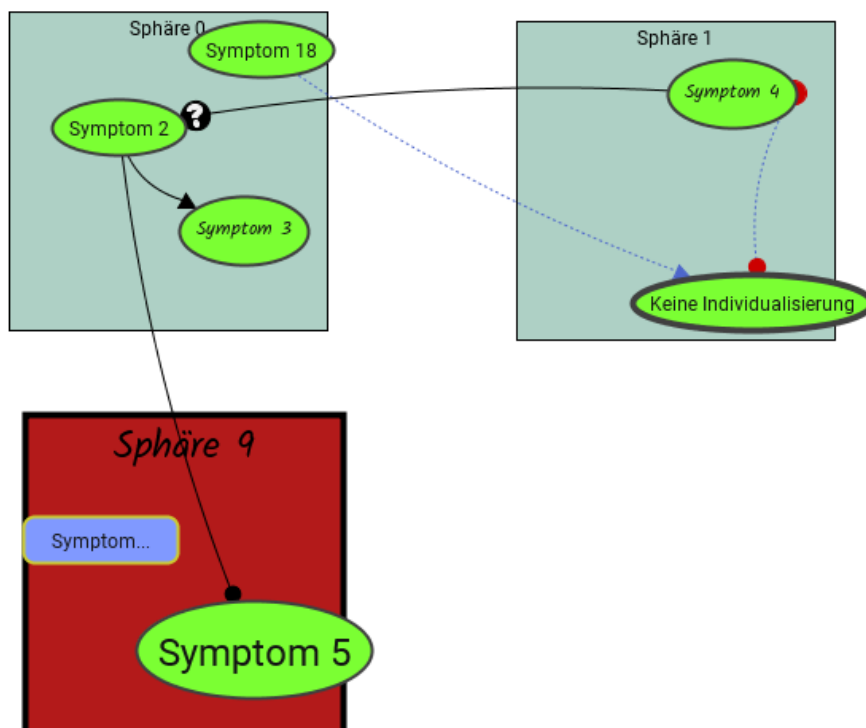 Sphäre 0
Symptom 18
Symptom 2
?
Symptom 3
Sphäre 1
Symptom 4
Keine Individualisierung
Sphäre 9
Symptom...
Symptom 5